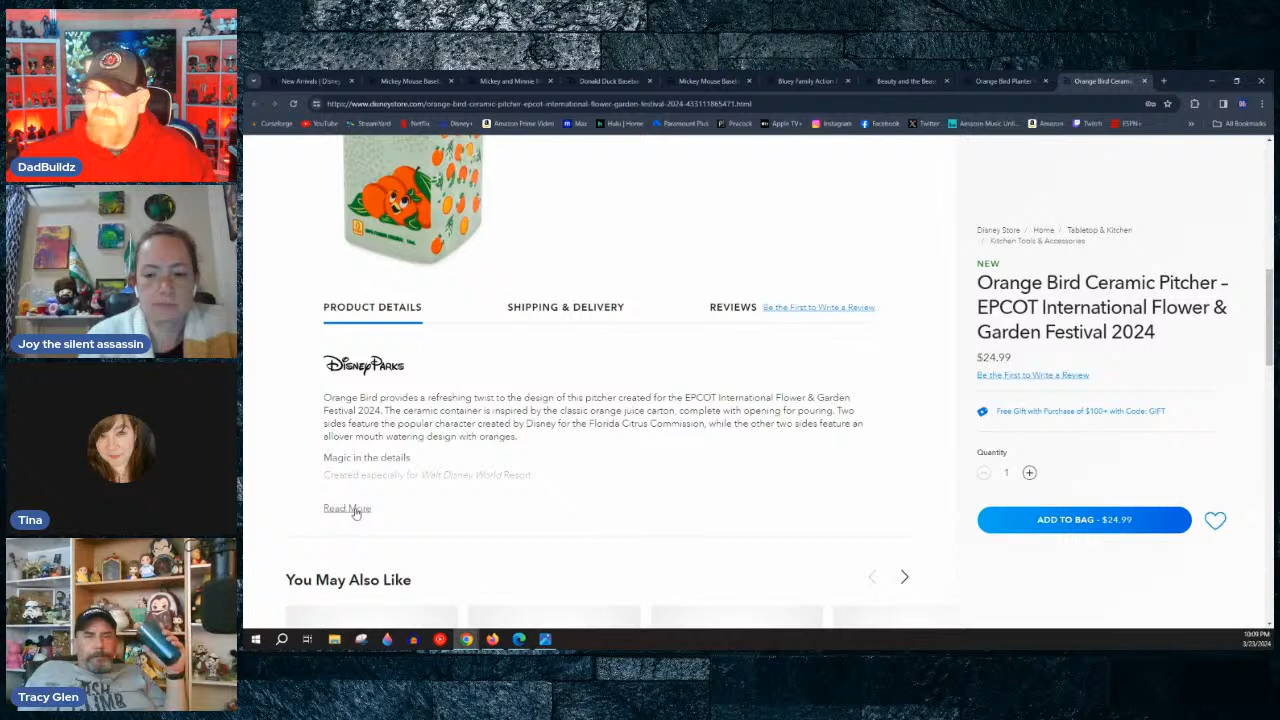 New Arrivals | Disney
Mickey Mouse Baseb
Mickey and Minnie M
Donald Duck Baseba
Mickey Mouse Baseb
Bluey Family Action
Beauty and the Beas
Orange Bird Planter
Orange Bird Ceramic
https://www.disneystore.com/orange-bird-ceramic-pitcher-epcot-international-flower-garden-festival-2024-433111865471.html
Curseforge
YouTube
StreamYard
Netflix
Disney+
Amazon Prime Video
Max
Hulu | Home
Paramount Plus
Peacock
Apple TV+
Instagram
Facebook
Twitter
Amazon Music Unli...
Amazon
Twitch
ESPN+
»
All Bookmarks
DadBuildz
Joy the silent assassin
Tina
Tracy Glen
PRODUCT DETAILS
SHIPPING & DELIVERY
REVIEWS Be the First to Write a Review
Disney Parks
Orange Bird provides a refreshing twist to the design of this pitcher created for the EPCOT International Flower & Garden
Festival 2024. The ceramic container is inspired by the classic orange juice carton, complete with opening for pouring. Two
sides feature the popular character created by Disney for the Florida Citrus Commission, while the other two sides feature an
allover mouth watering design with oranges.
Magic in the details
Created especially for Walt Disney World Resort
Read More
You May Also Like
Disney Store / Home / Tabletop & Kitchen
/ Kitchen Tools & Accessories
NEW
Orange Bird Ceramic Pitcher –
EPCOT International Flower &
Garden Festival 2024
$24.99
Be the First to Write a Review
Free Gift with Purchase of $100+ with Code: GIFT
Quantity
1
ADD TO BAG - $24.99
10:09 PM
3/23/2024